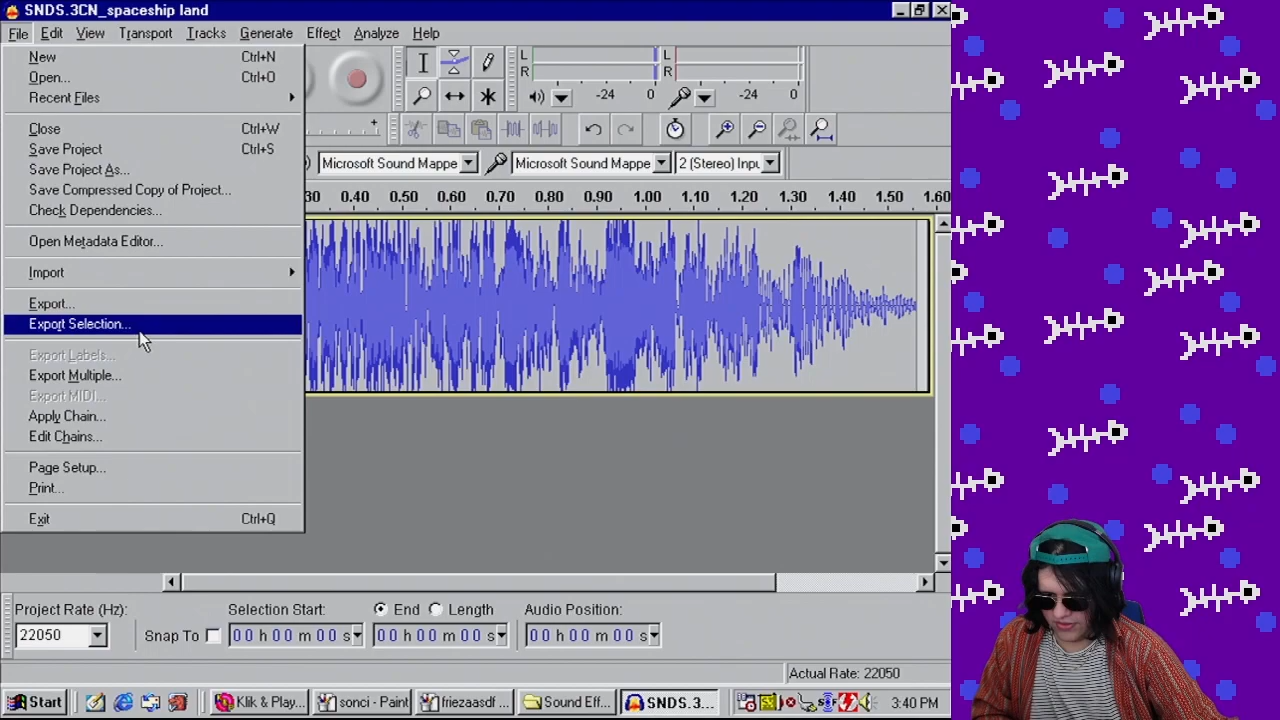 SNDS.3CN_spaceship land
File Edit View Transport Tracks Generate Effect Analyze Help
New Ctrl+N
Open... Ctrl+O
Recent Files
Close Ctrl+W
Save Project Ctrl+S
Save Project As...
Save Compressed Copy of Project...
Check Dependencies...
Open Metadata Editor...
Import
Export...
Export Selection...
Export Labels...
Export Multiple...
Export MIDI...
Apply Chain...
Edit Chains...
Page Setup...
Print...
Exit Ctrl+Q
L
R
-24 0
L
R
-24 0
Microsoft Sound Mappe Microsoft Sound Mappe 2 (Stereo) Inpu
30 0.40 0.50 0.60 0.70 0.80 0.90 1.00 1.10 1.20 1.30 1.40 1.50 1.60
Project Rate (Hz): Selection Start: End Length Audio Position:
22050 Snap To 00 h 00 m 00 s 00 h 00 m 00 s 00 h 00 m 00 s
Actual Rate: 22050
Start Klik & Play... sonci - Paint friezaasdf ... Sound Eff... SNDS.3... 3:40 PM